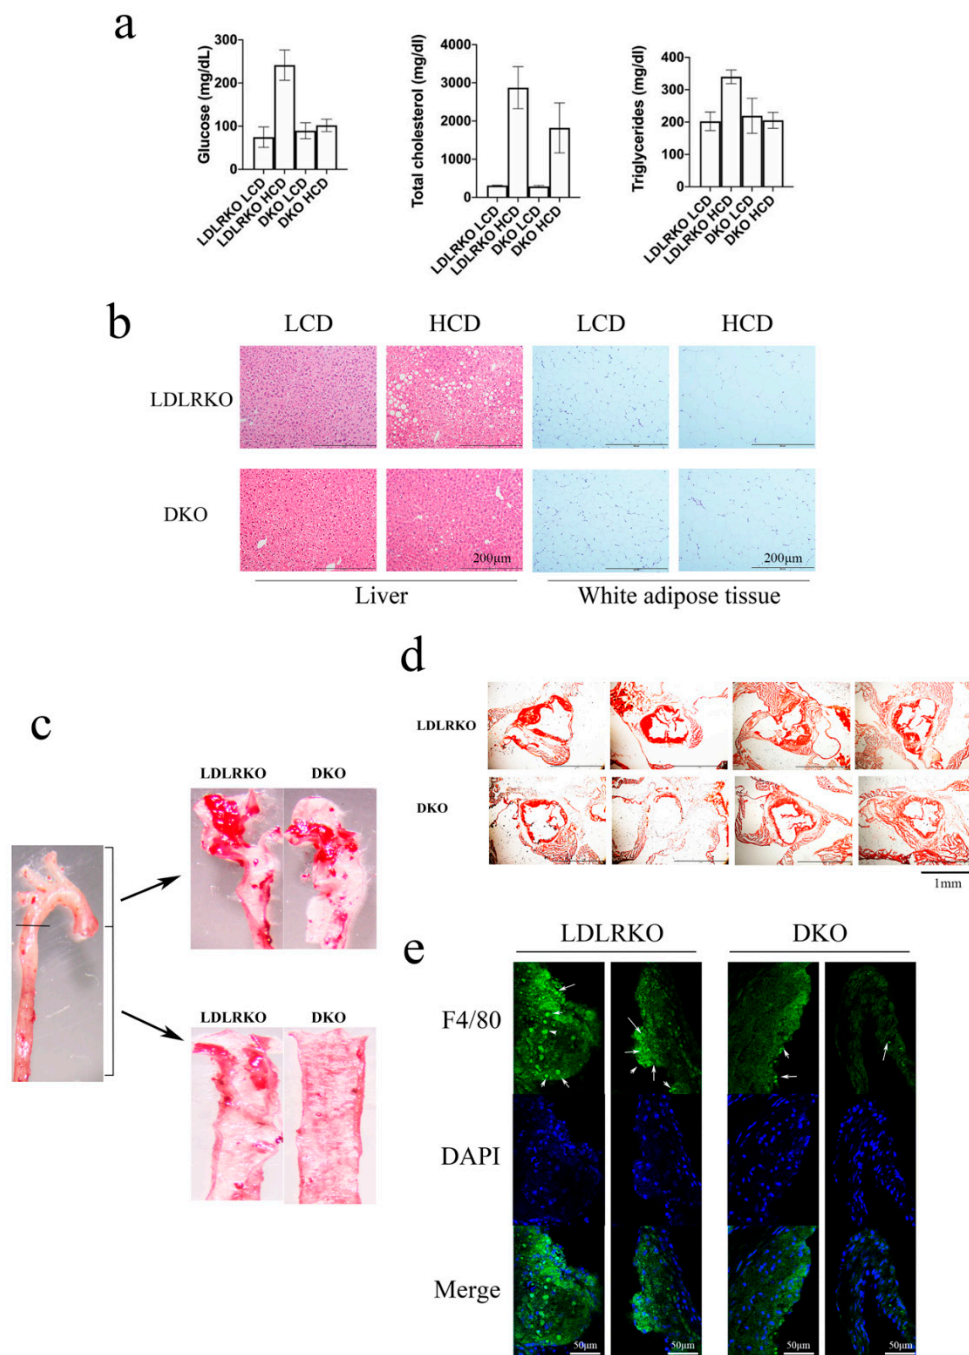 a
Glucose (mg/dL)
300
200
100
0
LDLRKO LCD
LDLRKO HCD
DKO LCD
DKO HCD
Total cholesterol (mg/dl)
4000
3000
2000
1000
0
LDLRKO LCD
LDLRKO HCD
DKO LCD
DKO HCD
Triglycerides (mg/dl)
400
300
200
100
0
LDLRKO LCD
LDLRKO HCD
DKO LCD
DKO HCD
b
LCD HCD LCD HCD
LDLRKO
DKO
200μm 200μm
Liver White adipose tissue
c
LDLRKO DKO
LDLRKO DKO
d
LDLRKO
DKO
1mm
e
LDLRKO DKO
F4/80
DAPI
Merge
50μm 50μm 50μm 50μm